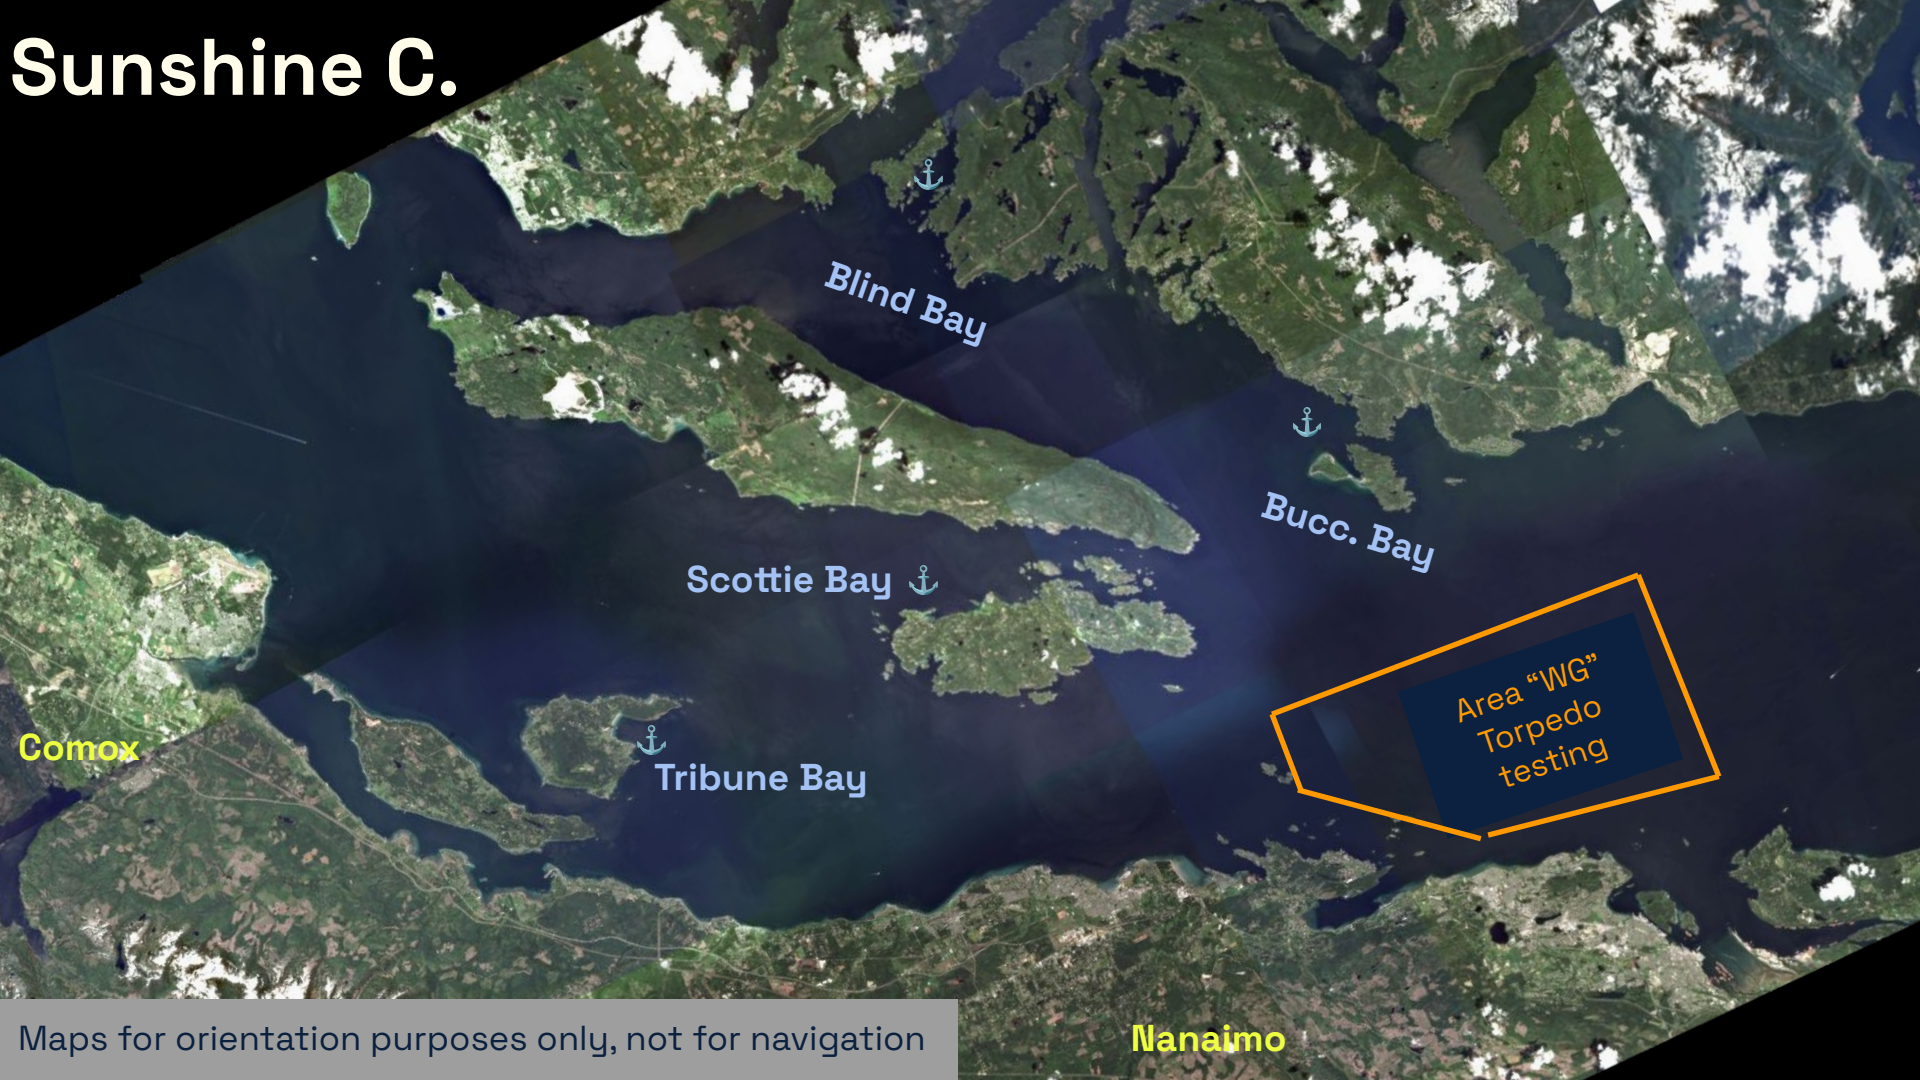 Sunshine C.
Blind Bay
Bucc. Bay
Scottie Bay
Area “WG”
Torpedo
testing
Comox
Tribune Bay
Maps for orientation purposes only, not for navigation
Nanaimo